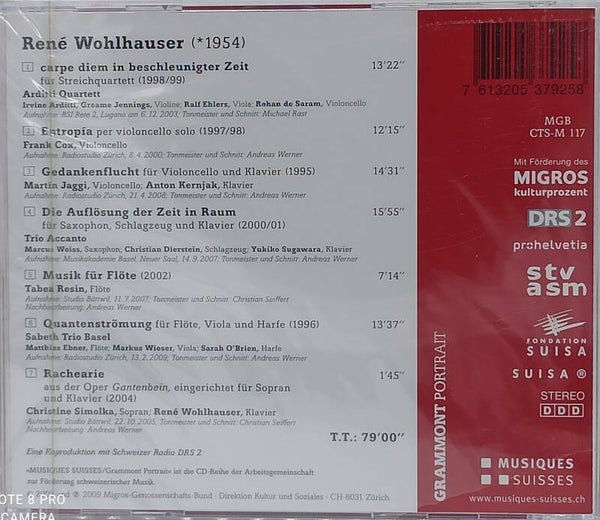 René Wohlhauser (*1954)
1 carpe diem in beschleunigter Zeit 13'22"
für Streichquartett (1998/99)
Arditti Quartett
Irvine Arditti, Graeme Jennings, Violine; Ralf Ehlers, Viola; Rohan de Saram, Violoncello
Aufnahme: RSI Rete 2, Lugano am 6. 12. 2003; Tonmeister und Schnitt: Michael Rast
2 Entropía per violoncello solo (1997/98) 12'15"
Frank Cox, Violoncello
Aufnahme: Radiostudio Zürich, 8. 4. 2000; Tonmeister und Schnitt: Andreas Werner
3 Gedankenflucht für Violoncello und Klavier (1995) 14'31"
Martin Jaggi, Violoncello; Anton Kernjak, Klavier
Aufnahme: Radiostudio Zürich, 21. 4. 2008; Tonmeister und Schnitt: Andreas Werner
4 Die Auflösung der Zeit in Raum 15'55"
für Saxophon, Schlagzeug und Klavier (2000/01)
Trio Accanto
Marcus Weiss, Saxophon; Christian Dierstein, Schlagzeug; Yukiko Sugawara, Klavier
Aufnahme: Musikakademie Basel, Neuer Saal, 14. 9. 2007; Tonmeister und Schnitt: Andreas Werner
5 Musik für Flöte (2002) 7'14"
Tabea Resin, Flöte
Aufnahme: Studio Bättwil, 11. 7. 2007; Tonmeister und Schnitt: Christian Seiffert
Nachbearbeitung: Andreas Werner
6 Quantenströmung für Flöte, Viola und Harfe (1996) 13'37"
Sabeth Trio Basel
Matthias Ebner, Flöte; Markus Wieser, Viola; Sarah O'Brien, Harfe
Aufnahme: Radiostudio Zürich, 13. 2. 2009; Tonmeister und Schnitt: Andreas Werner
7 Rachearie 1'45"
aus der Oper Gantenbein, eingerichtet für Sopran
und Klavier (2004)
Christine Simolka, Sopran; René Wohlhauser, Klavier
Aufnahme: Studio Bättwil, 22. 10. 2005; Tonmeister und Schnitt: Christian Seiffert
Nachbearbeitung: Andreas Werner
T.T.: 79'00"
Eine Koproduktion mit Schweizer Radio DRS 2
«MUSIQUES SUISSES/Grammont Portrait» ist die CD-Reihe der Arbeitsgemeinschaft
zur Förderung schweizerischer Musik.
℗ 2009 Migros-Genossenschafts-Bund · Direktion Kultur und Soziales · CH-8031 Zürich
OTE 8 PRO
CAMERA
7 613205 379258
MGB
CTS-M 117
Mit Förderung des
MIGROS
kulturprozent
DRS 2
prohelvetia
stv
asm
FONDATION
SUISA
SUISA ®
STEREO
DDD
GRAMMONT PORTRAIT
MUSIQUES
SUISSES
www.musiques-suisses.ch